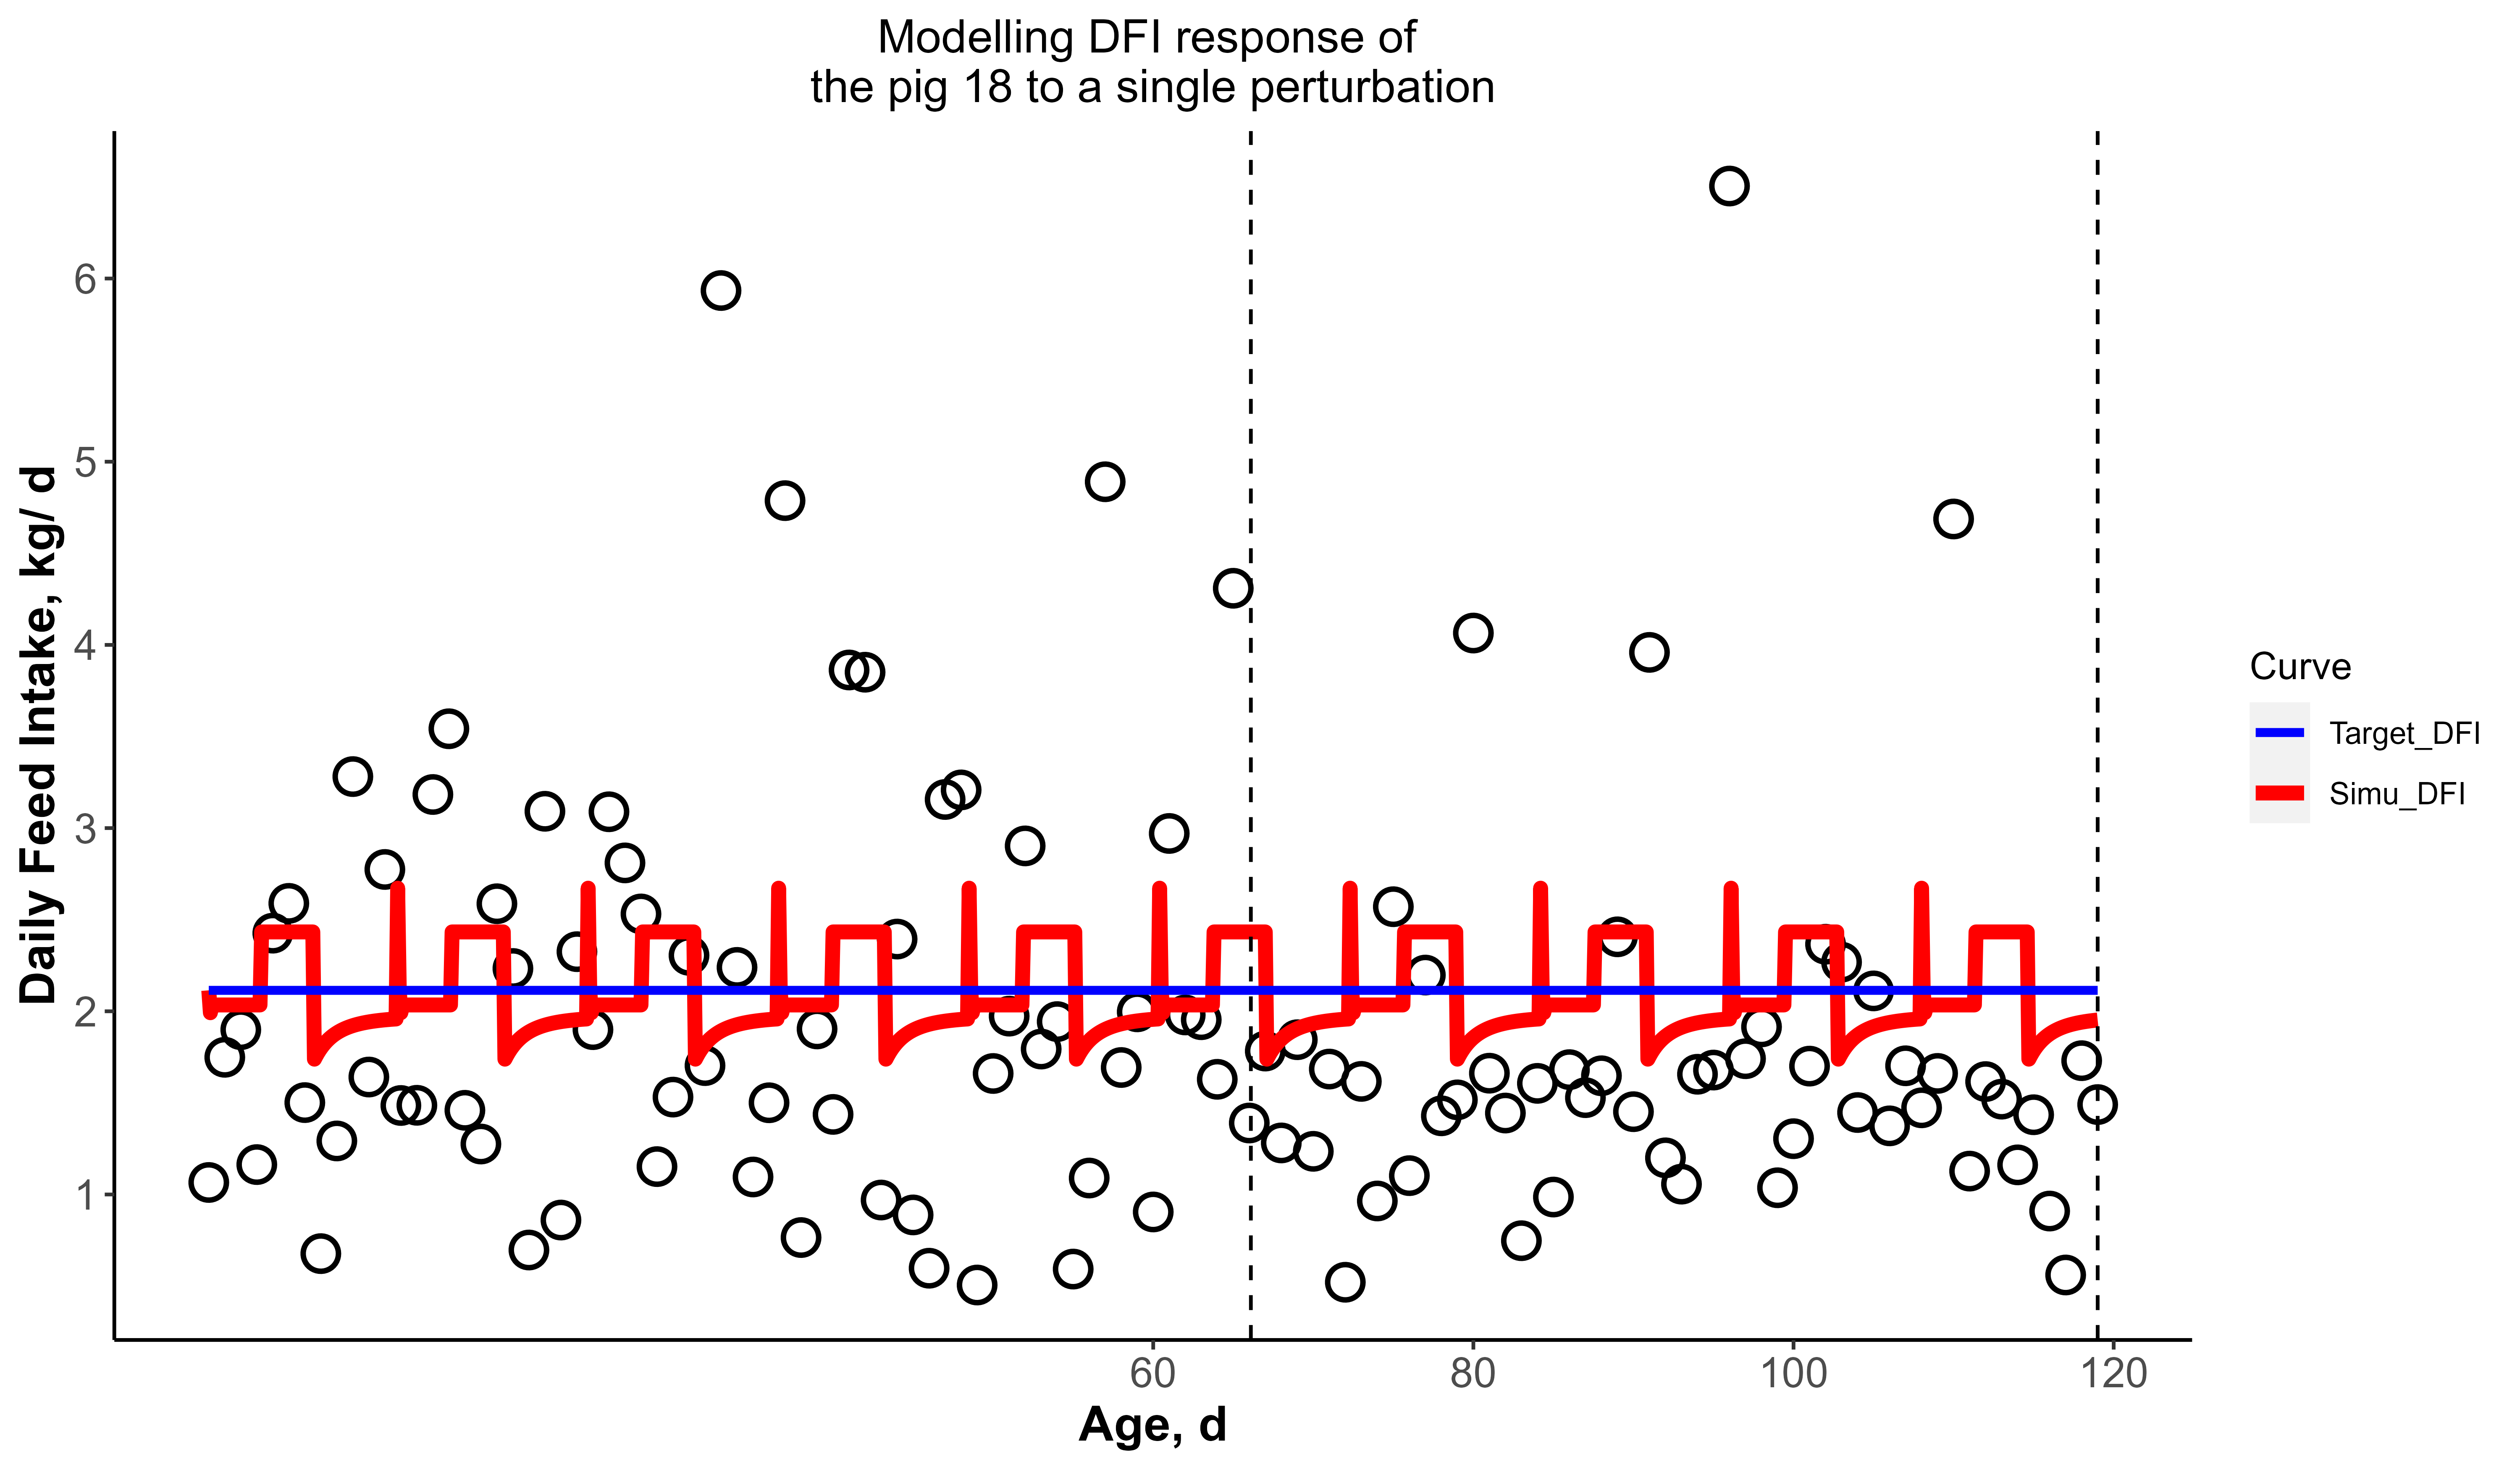 Modelling DFI response of
the pig 18 to a single perturbation
Daily Feed Intake, kg/ d
6
5
4
3
2
1
60
80
100
120
Age, d
Curve
Target_DFI
Simu_DFI